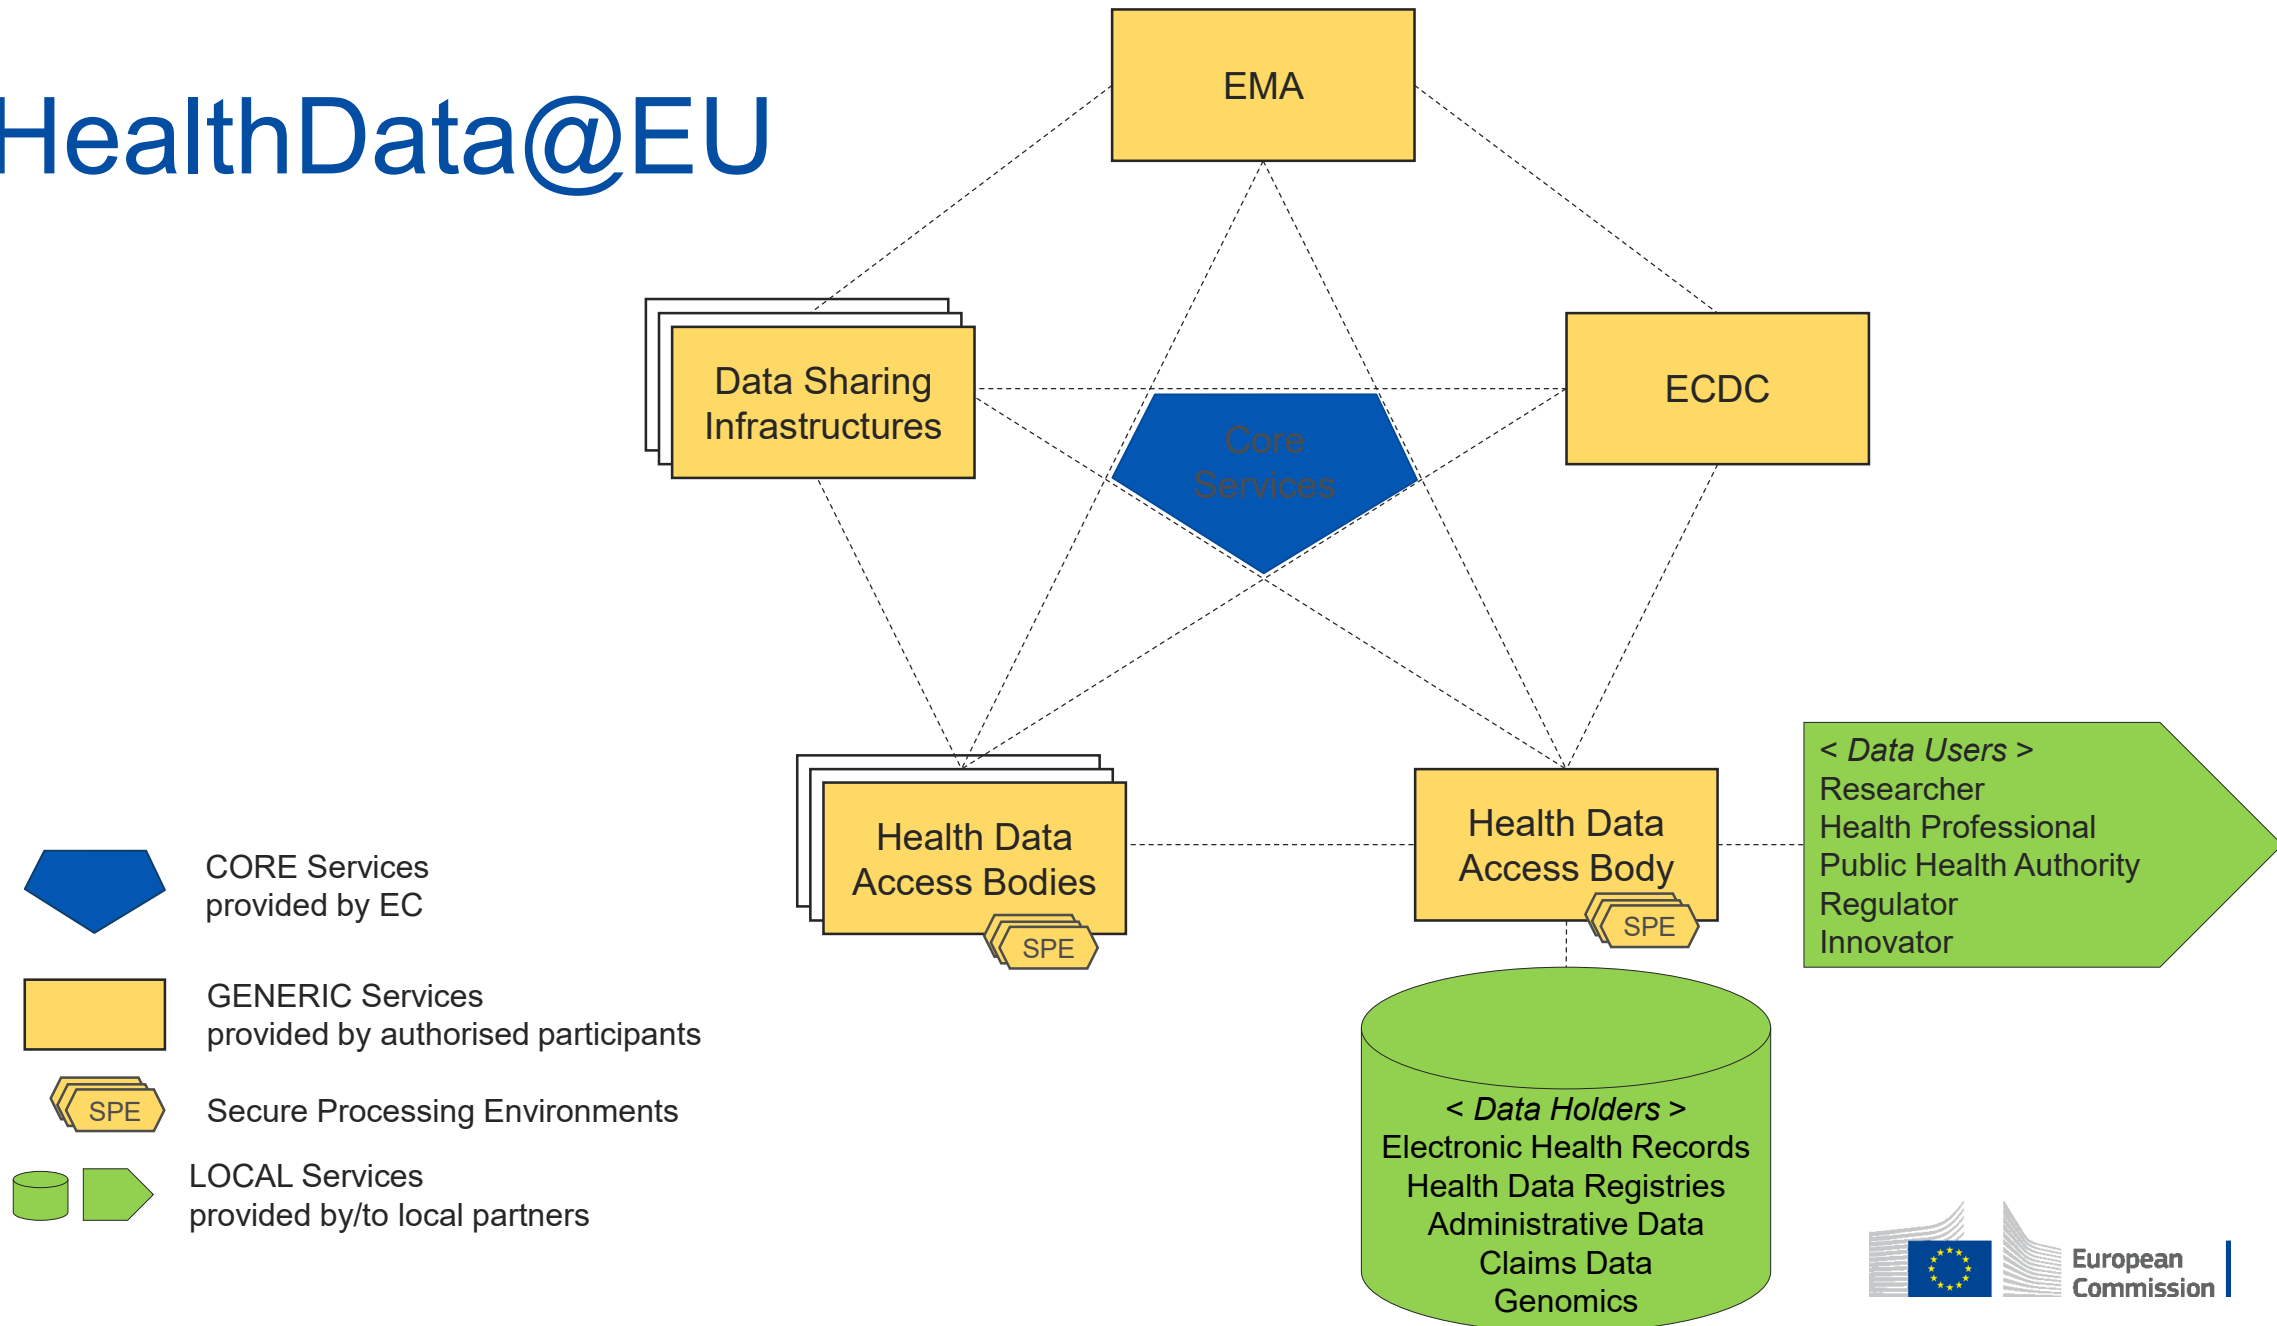 HealthData@EU
EMA
Data Sharing
Infrastructures
ECDC
Core
Services
Health Data
Access Bodies
SPE
Health Data
Access Body
SPE
< Data Users >
Researcher
Health Professional
Public Health Authority
Regulator
Innovator
< Data Holders >
Electronic Health Records
Health Data Registries
Administrative Data
Claims Data
Genomics
CORE Services
provided by EC
GENERIC Services
provided by authorised participants
SPE
Secure Processing Environments
LOCAL Services
provided by/to local partners
European
Commission